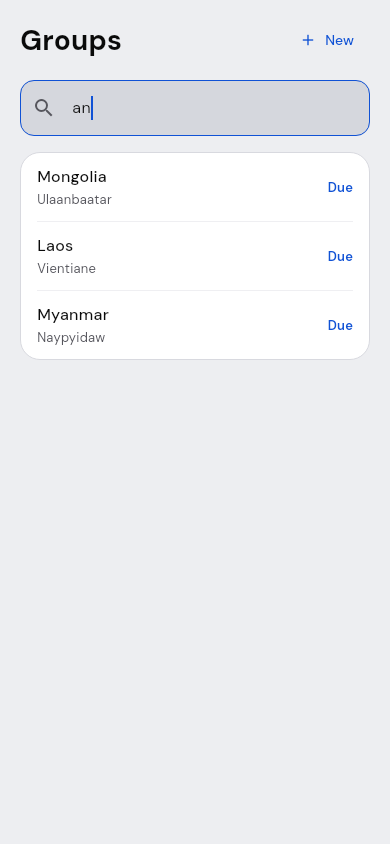 Groups
New
an
Mongolia
Ulaanbaatar
Due
Laos
Vientiane
Due
Myanmar
Naypyidaw
Due